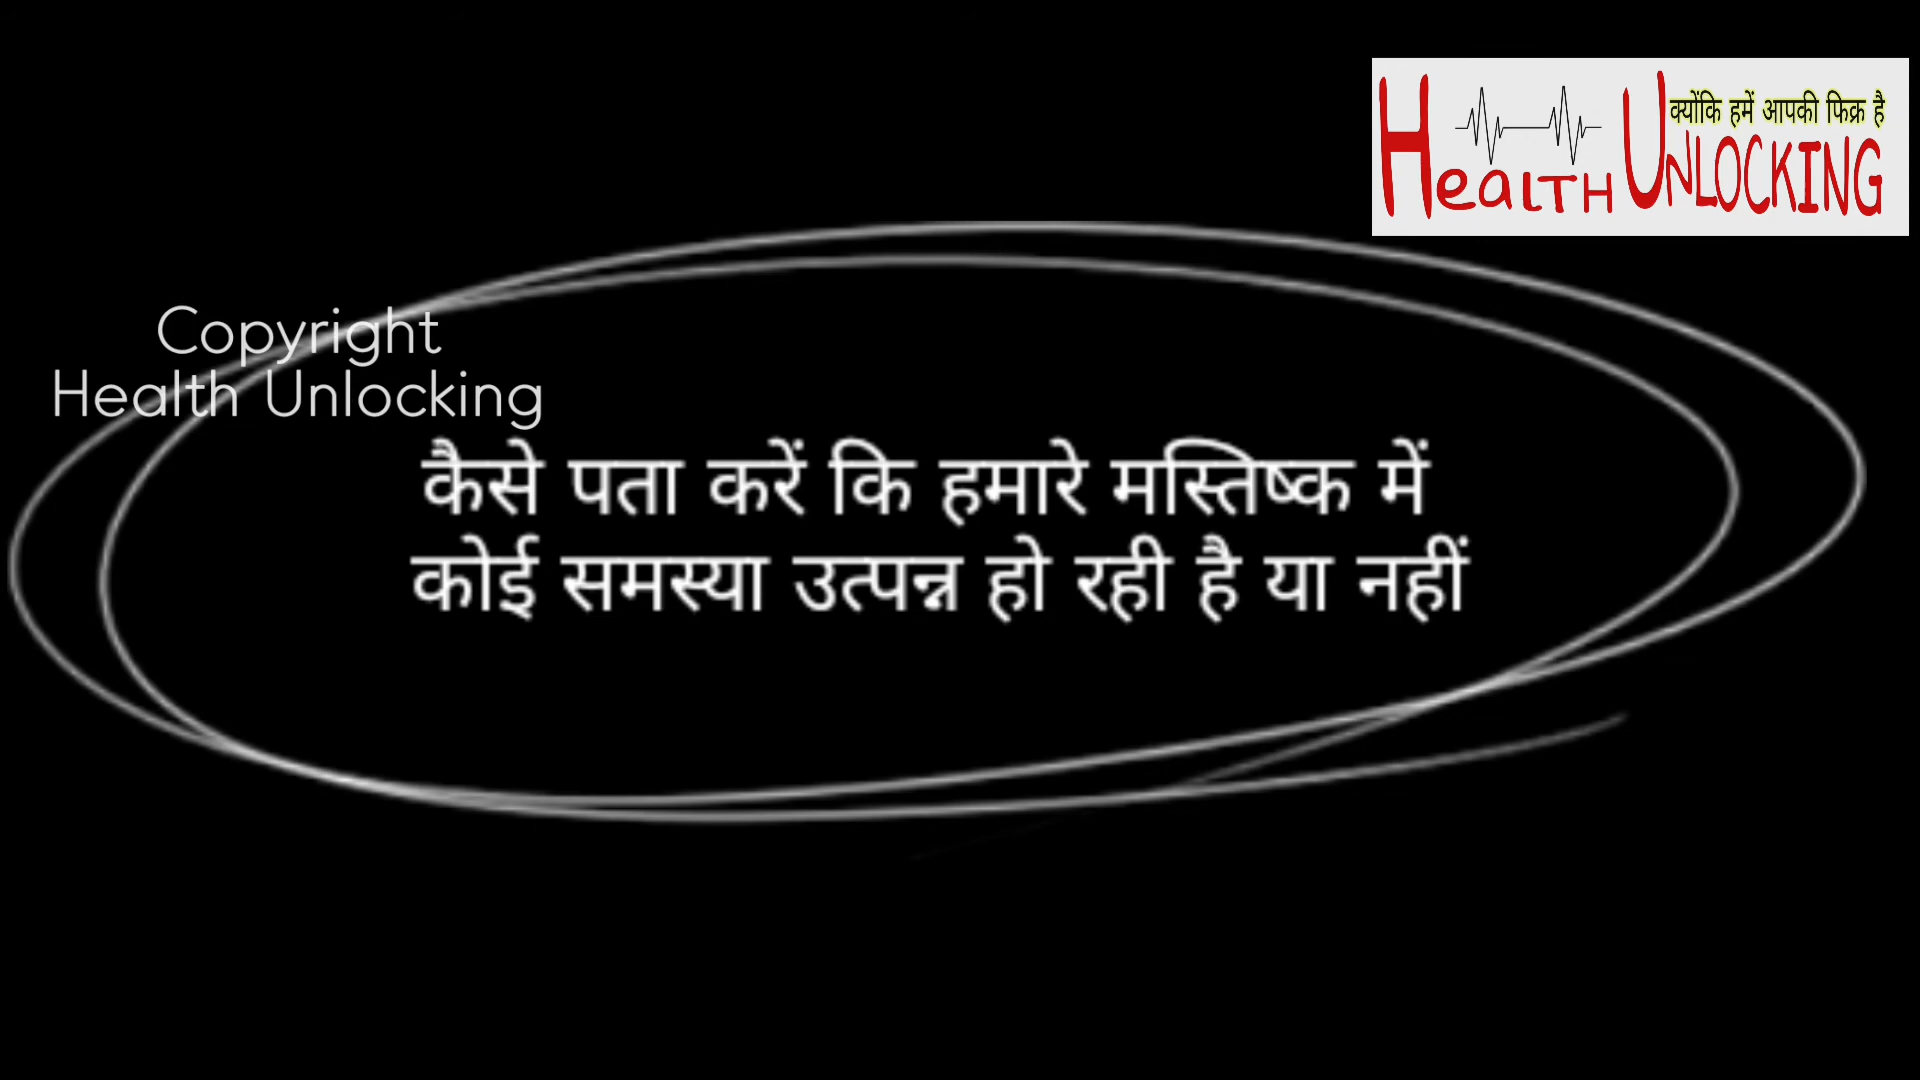 क्योंकि हमें आपकी फिक्र है
HEALTH UNLOCKING
Copyright
Health Unlocking
कैसे पता करें कि हमारे मस्तिष्क में
कोई समस्या उत्पन्न हो रही है या नहीं